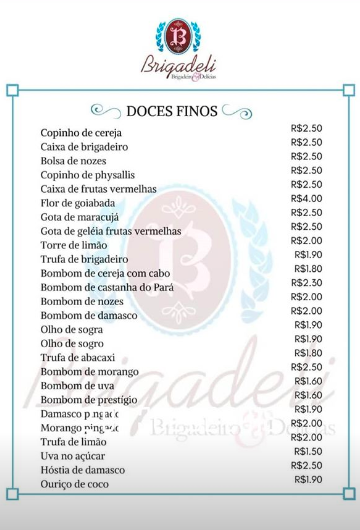 Brigadeli
Brigadeiro & Delícias
DOCES FINOS
Copinho de cereja R$2.50
Caixa de brigadeiro R$2.50
Bolsa de nozes R$2.50
Copinho de physallis R$2.50
Caixa de frutas vermelhas R$2.50
Flor de goiabada R$4.00
Gota de maracujá R$2.50
Gota de geléia frutas vermelhas R$2.50
Torre de limão R$2.00
Trufa de brigadeiro R$1.90
Bombom de cereja com cabo R$1.80
Bombom de castanha do Pará R$2.30
Bombom de nozes R$2.00
Bombom de damasco R$2.00
Olho de sogra R$1.90
Olho de sogro R$1.90
Trufa de abacaxi R$1.80
Bombom de morango R$2.50
Bombom de uva R$1.60
Bombom de prestígio R$1.60
Damasco R$1.90
Morango R$2.00
Trufa de limão R$2.00
Uva no açúcar R$1.50
Hóstia de damasco R$2.50
Ouriço de coco R$1.90
Brigadeli
Brigadeiro & Delícias